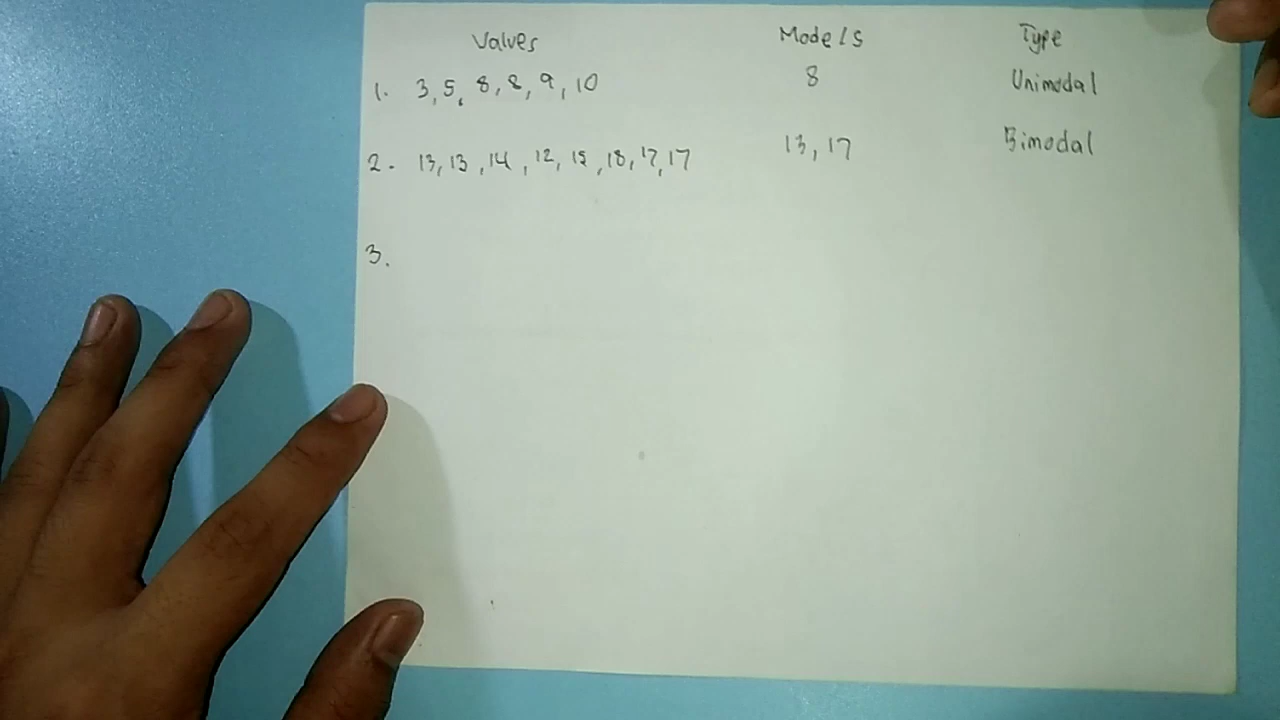 Values Models Type
1. 3, 5, 8, 8, 9, 10 8 Unimodal
2. 13, 13, 14, 12, 15, 18, 17, 17 13, 17 Bimodal
3.